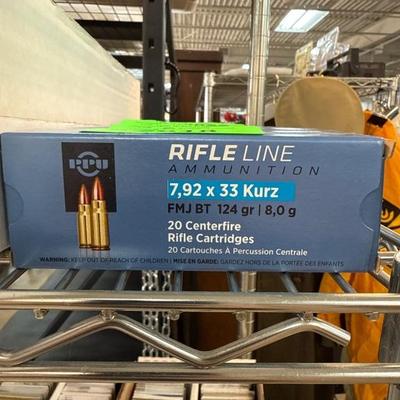 PPU
RIFLE LINE
AMMUNITION
7,92 x 33 Kurz
FMJ BT 124 gr | 8,0 g
20 Centerfire
Rifle Cartridges
20 Cartouches À Percussion Centrale
WARNING: KEEP OUT OF REACH OF CHILDREN | MISE EN GARDE: GARDEZ HORS DE LA PORTÉE DES ENFANTS